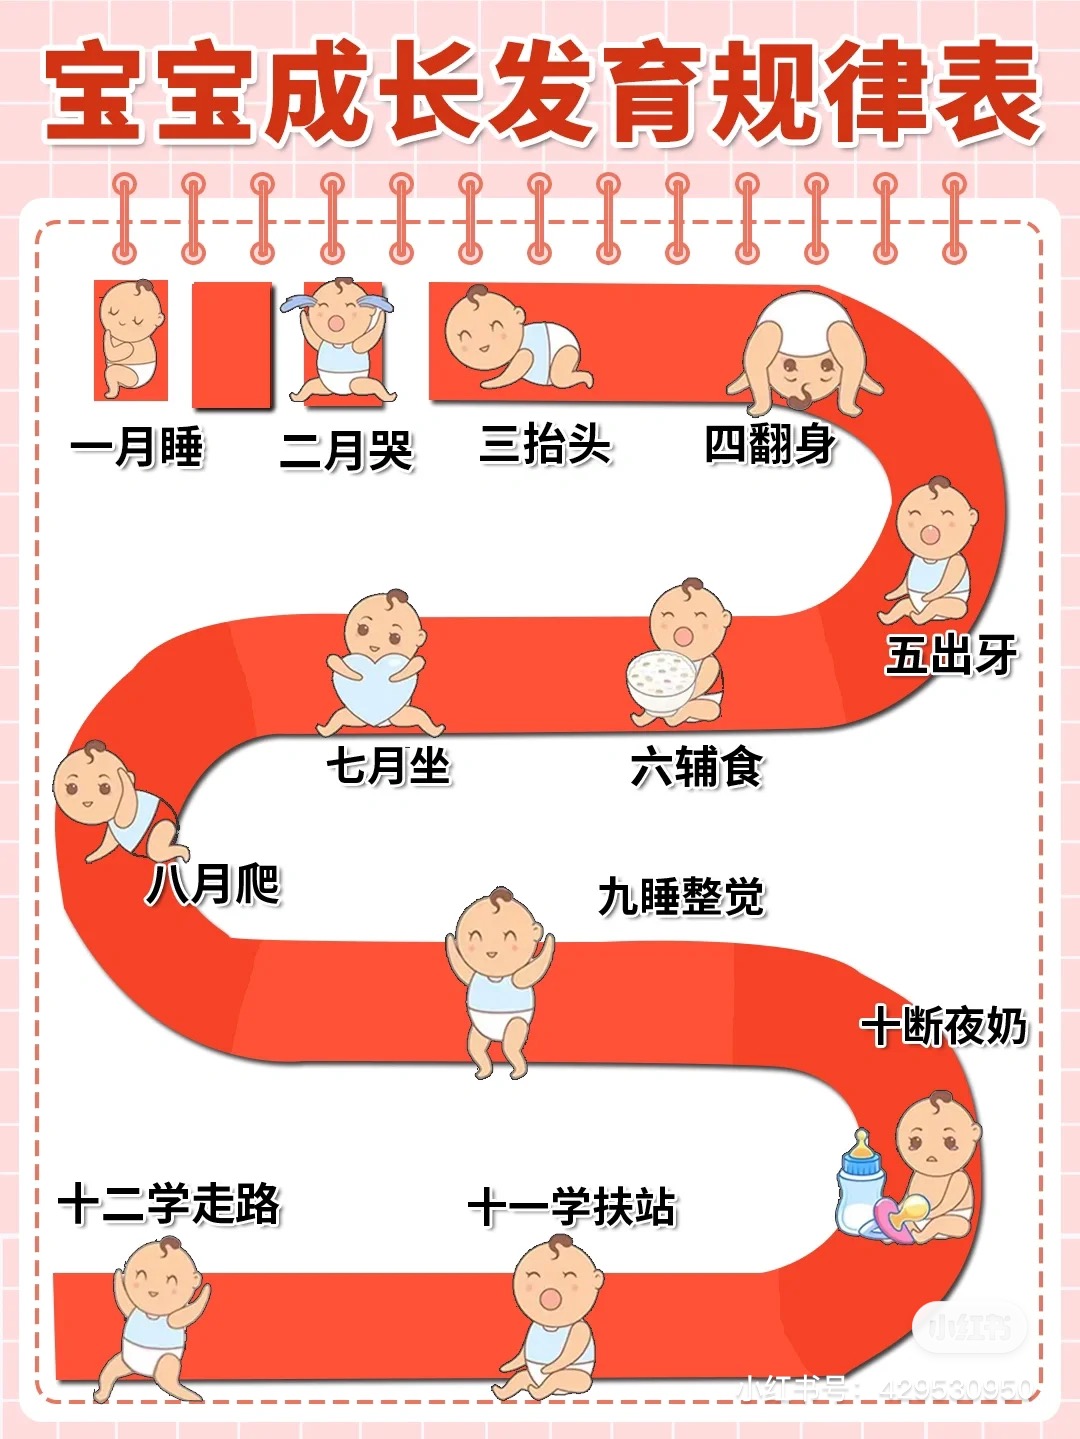 宝宝成长发育规律表
一月睡
二月哭
三抬头
四翻身
五出牙
六辅食
七月坐
八月爬
九睡整觉
十断夜奶
十一学扶站
十二学走路
小红书
小红书号：429530950